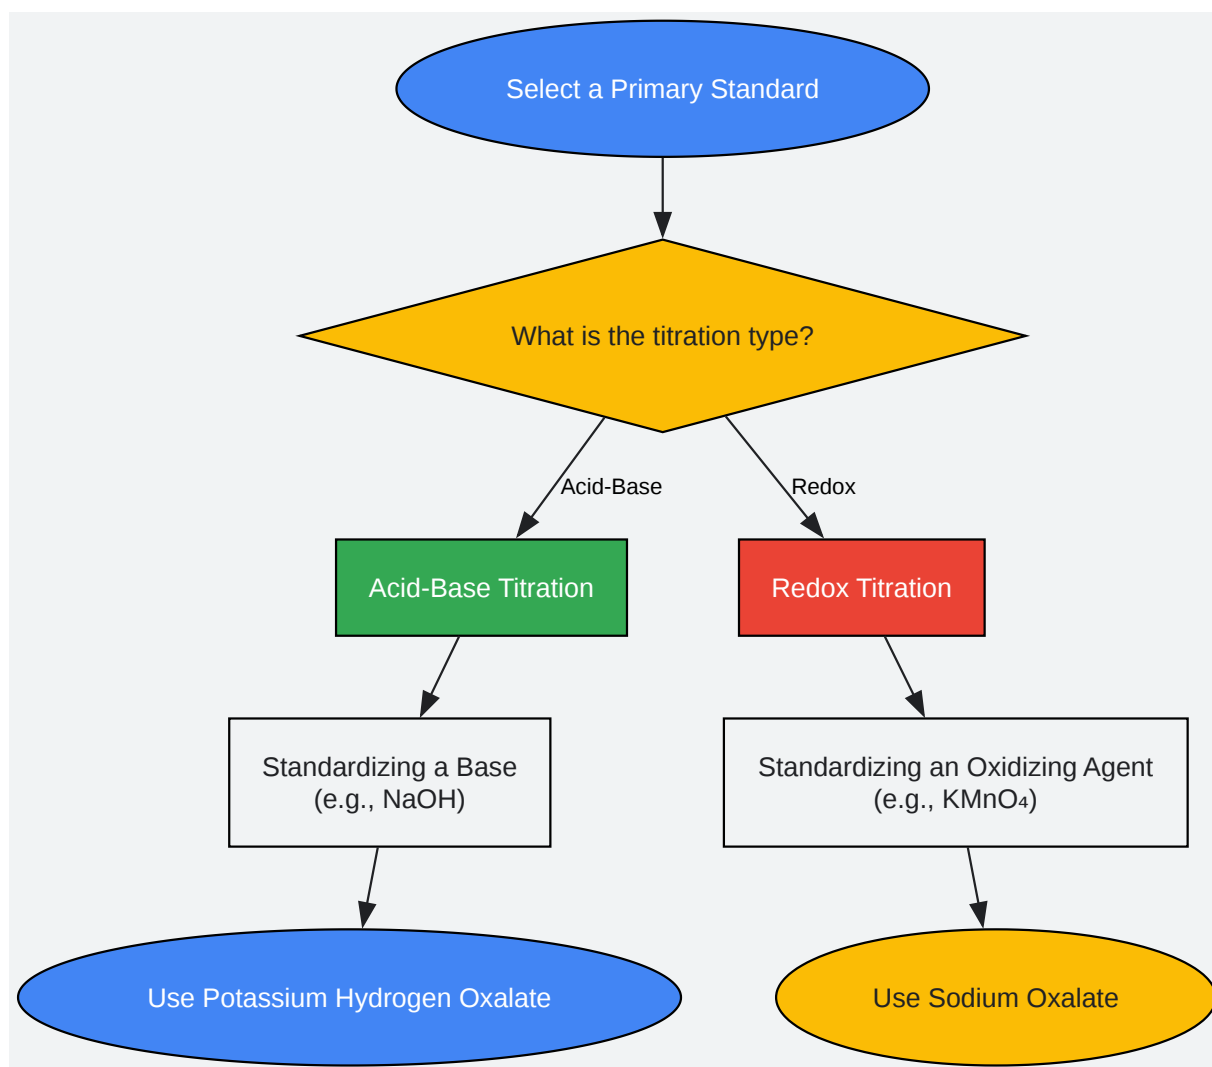 Select a Primary Standard
What is the titration type?
Acid-Base
Redox
Acid-Base Titration
Redox Titration
Standardizing a Base
(e.g., NaOH)
Standardizing an Oxidizing Agent
(e.g., KMnO₄)
Use Potassium Hydrogen Oxalate
Use Sodium Oxalate